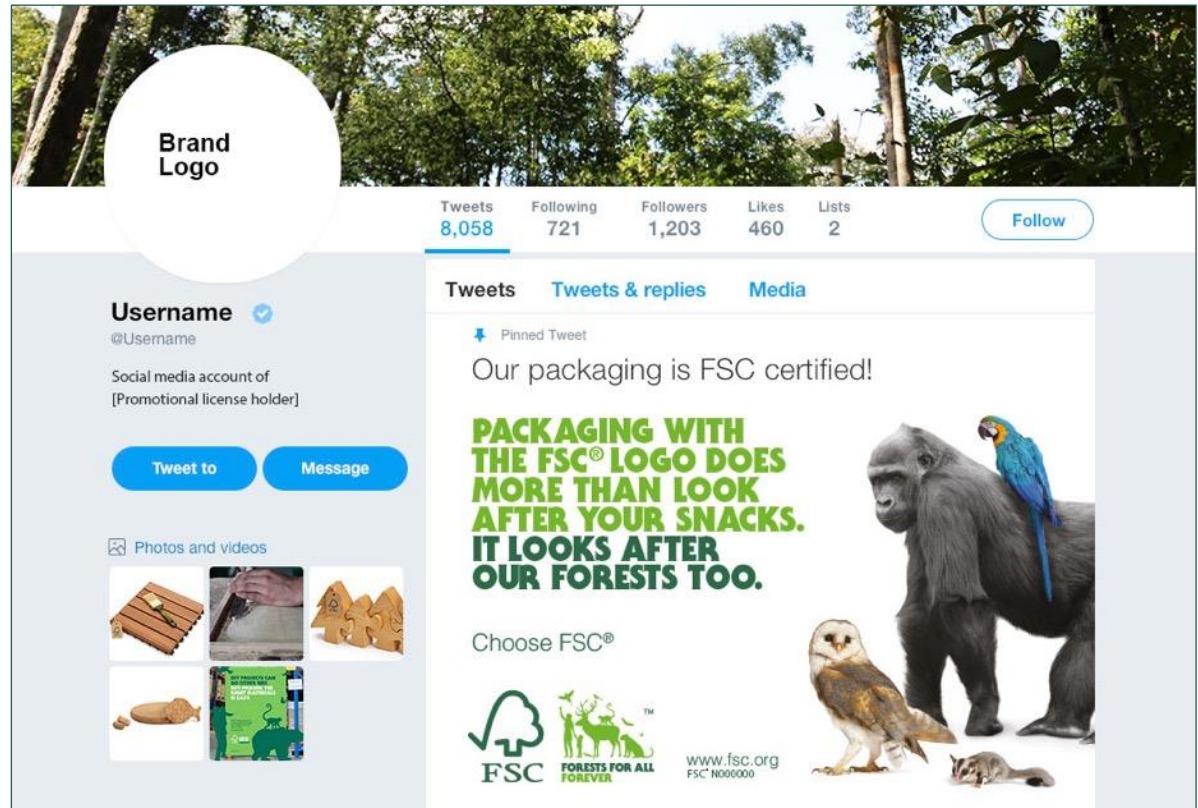 Brand
Logo
Tweets
8,058
Following
721
Followers
1,203
Likes
460
Lists
2
Follow
Username
@Username
Social media account of
[Promotional license holder]
Tweet to
Message
Photos and videos
FSC
Tweets
Tweets & replies
Media
Pinned Tweet
Our packaging is FSC certified!
PACKAGING WITH
THE FSC® LOGO DOES
MORE THAN LOOK
AFTER YOUR SNACKS.
IT LOOKS AFTER
OUR FORESTS TOO.
Choose FSC®
FSC
™
FORESTS FOR ALL
FOREVER
www.fsc.org
FSC® N000000